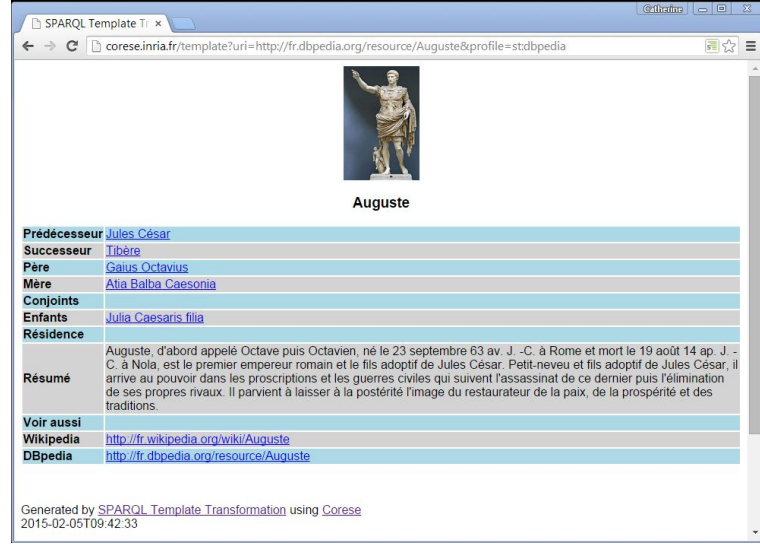 Catherine
SPARQL Template Tr
corese.inria.fr/template?uri=http://fr.dbpedia.org/resource/Auguste&profile=st:dbpedia
Auguste
Prédécesseur Jules César
Successeur Tibère
Père Gaius Octavius
Mère Atia Balba Caesonia
Conjoints
Enfants Julia Caesaris filia
Résidence
Résumé Auguste, d'abord appelé Octave puis Octavien, né le 23 septembre 63 av. J. -C. à Rome et mort le 19 août 14 ap. J. -
C. à Nola, est le premier empereur romain et le fils adoptif de Jules César. Petit-neveu et fils adoptif de Jules César, il
arrive au pouvoir dans les proscriptions et les guerres civiles qui suivent l'assassinat de ce dernier puis l'élimination
de ses propres rivaux. Il parvient à laisser à la postérité l'image du restaurateur de la paix, de la prospérité et des
traditions.
Voir aussi
Wikipedia http://fr.wikipedia.org/wiki/Auguste
DBpedia http://fr.dbpedia.org/resource/Auguste
Generated by SPARQL Template Transformation using Corese
2015-02-05T09:42:33